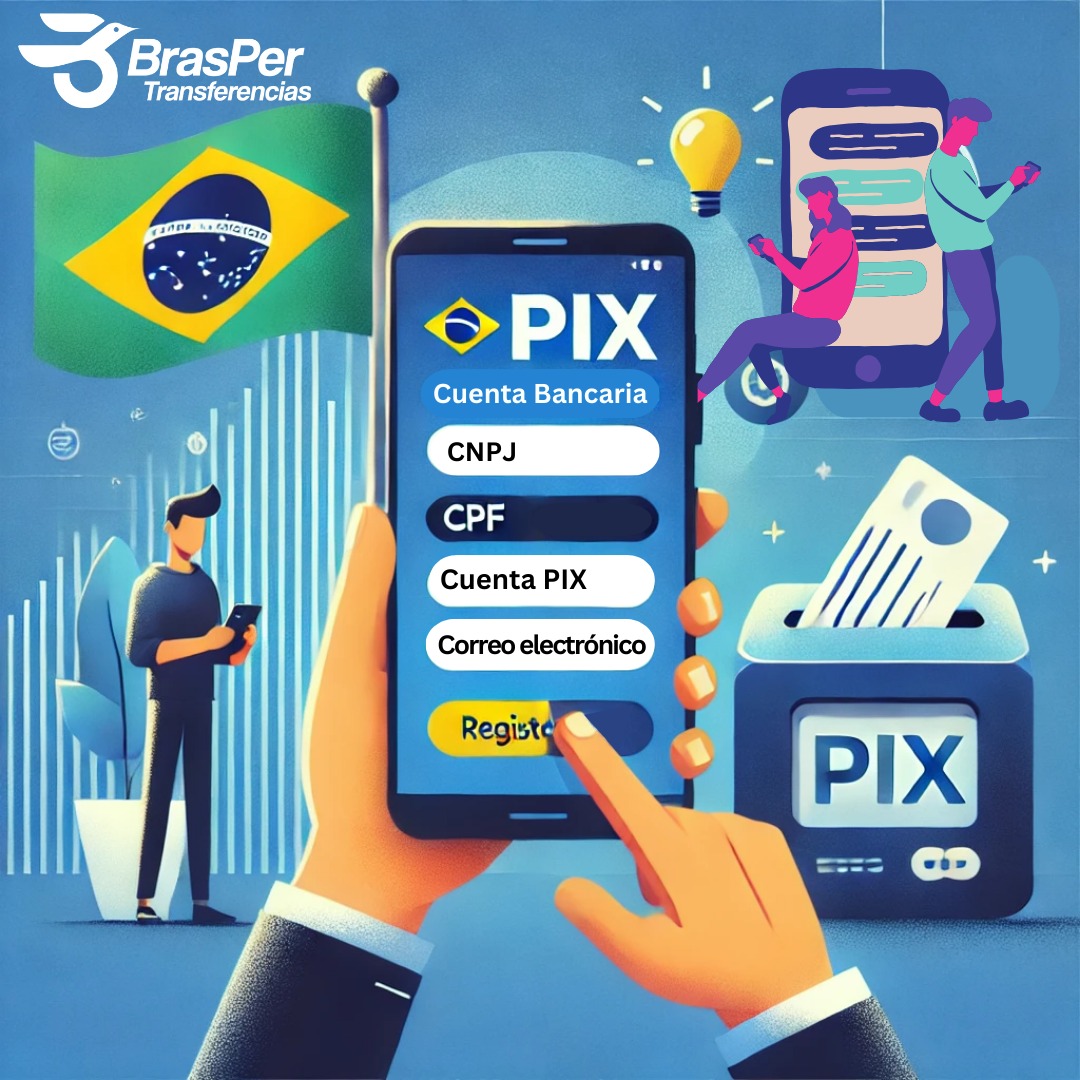 BrasPer
Transferencias
PIX
Cuenta Bancaria
CNPJ
CPF
Cuenta PIX
Correo electrónico
PIX